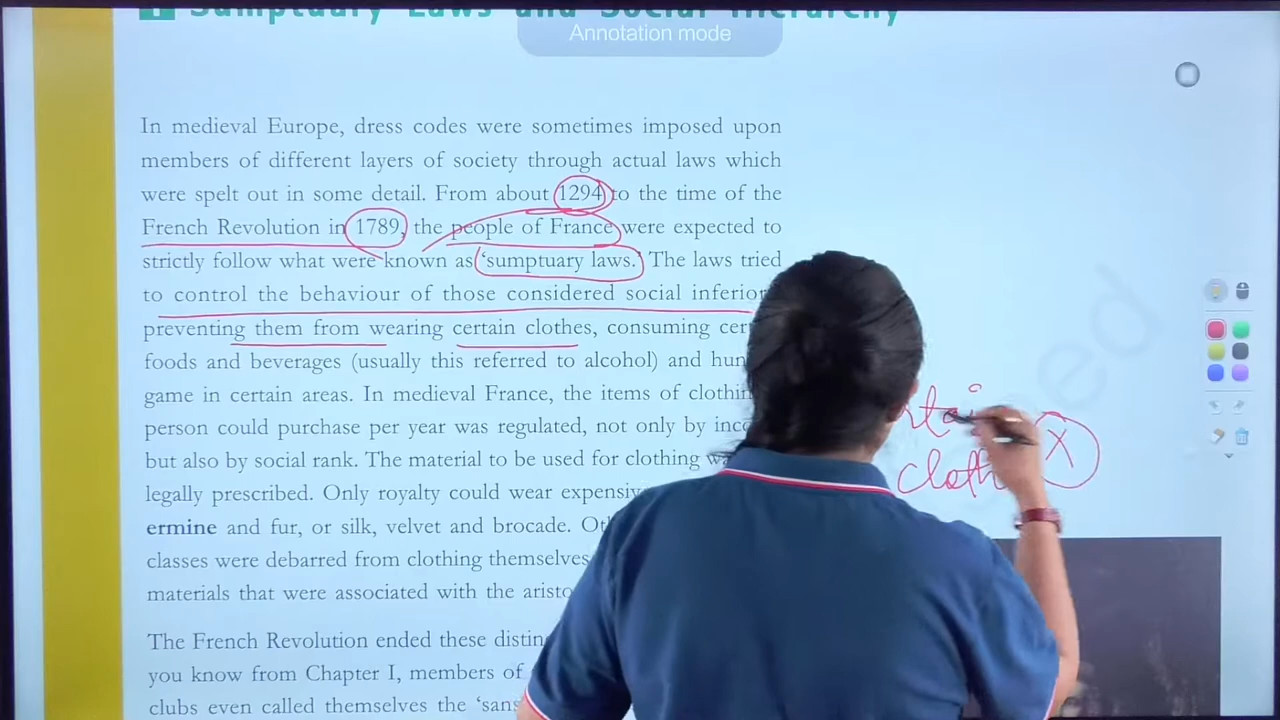 1 Sumptuary Laws and Social Hierarchy
Annotation mode
In medieval Europe, dress codes were sometimes imposed upon
members of different layers of society through actual laws which
were spelt out in some detail. From about 1294 to the time of the
French Revolution in 1789, the people of France were expected to
strictly follow what were known as ‘sumptuary laws.’ The laws tried
to control the behaviour of those considered social inferior
preventing them from wearing certain clothes, consuming cer
foods and beverages (usually this referred to alcohol) and hun
game in certain areas. In medieval France, the items of clothin
person could purchase per year was regulated, not only by inco
but also by social rank. The material to be used for clothing w
legally prescribed. Only royalty could wear expensiv
ermine and fur, or silk, velvet and brocade. Ot
classes were debarred from clothing themselves
materials that were associated with the aristo
The French Revolution ended these distin
you know from Chapter I, members of
clubs even called themselves the ‘sans
rtai
cloth X